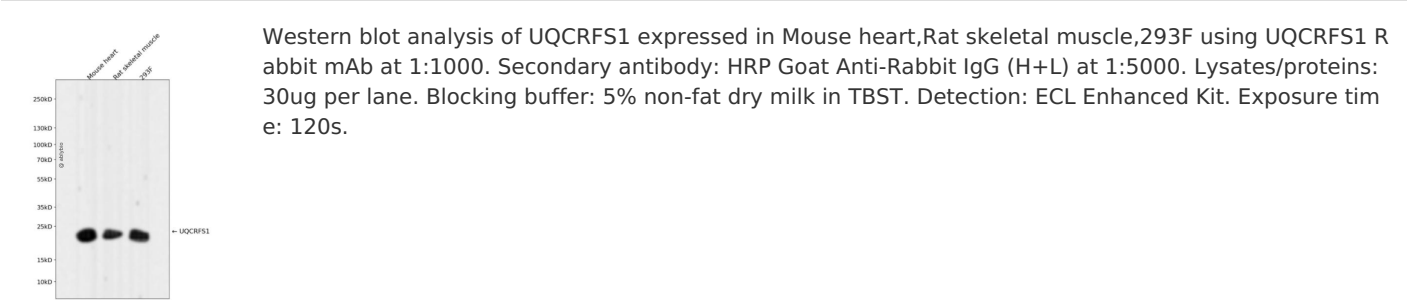 Mouse heart
Rat skeletal muscle
293F
250kD
130kD
100kD
70kD
55kD
35kD
25kD
15kD
10kD
@ ablybio
← UQCRFS1
Western blot analysis of UQCRFS1 expressed in Mouse heart,Rat skeletal muscle,293F using UQCRFS1 R
abbit mAb at 1:1000. Secondary antibody: HRP Goat Anti-Rabbit IgG (H+L) at 1:5000. Lysates/proteins:
30ug per lane. Blocking buffer: 5% non-fat dry milk in TBST. Detection: ECL Enhanced Kit. Exposure tim
e: 120s.